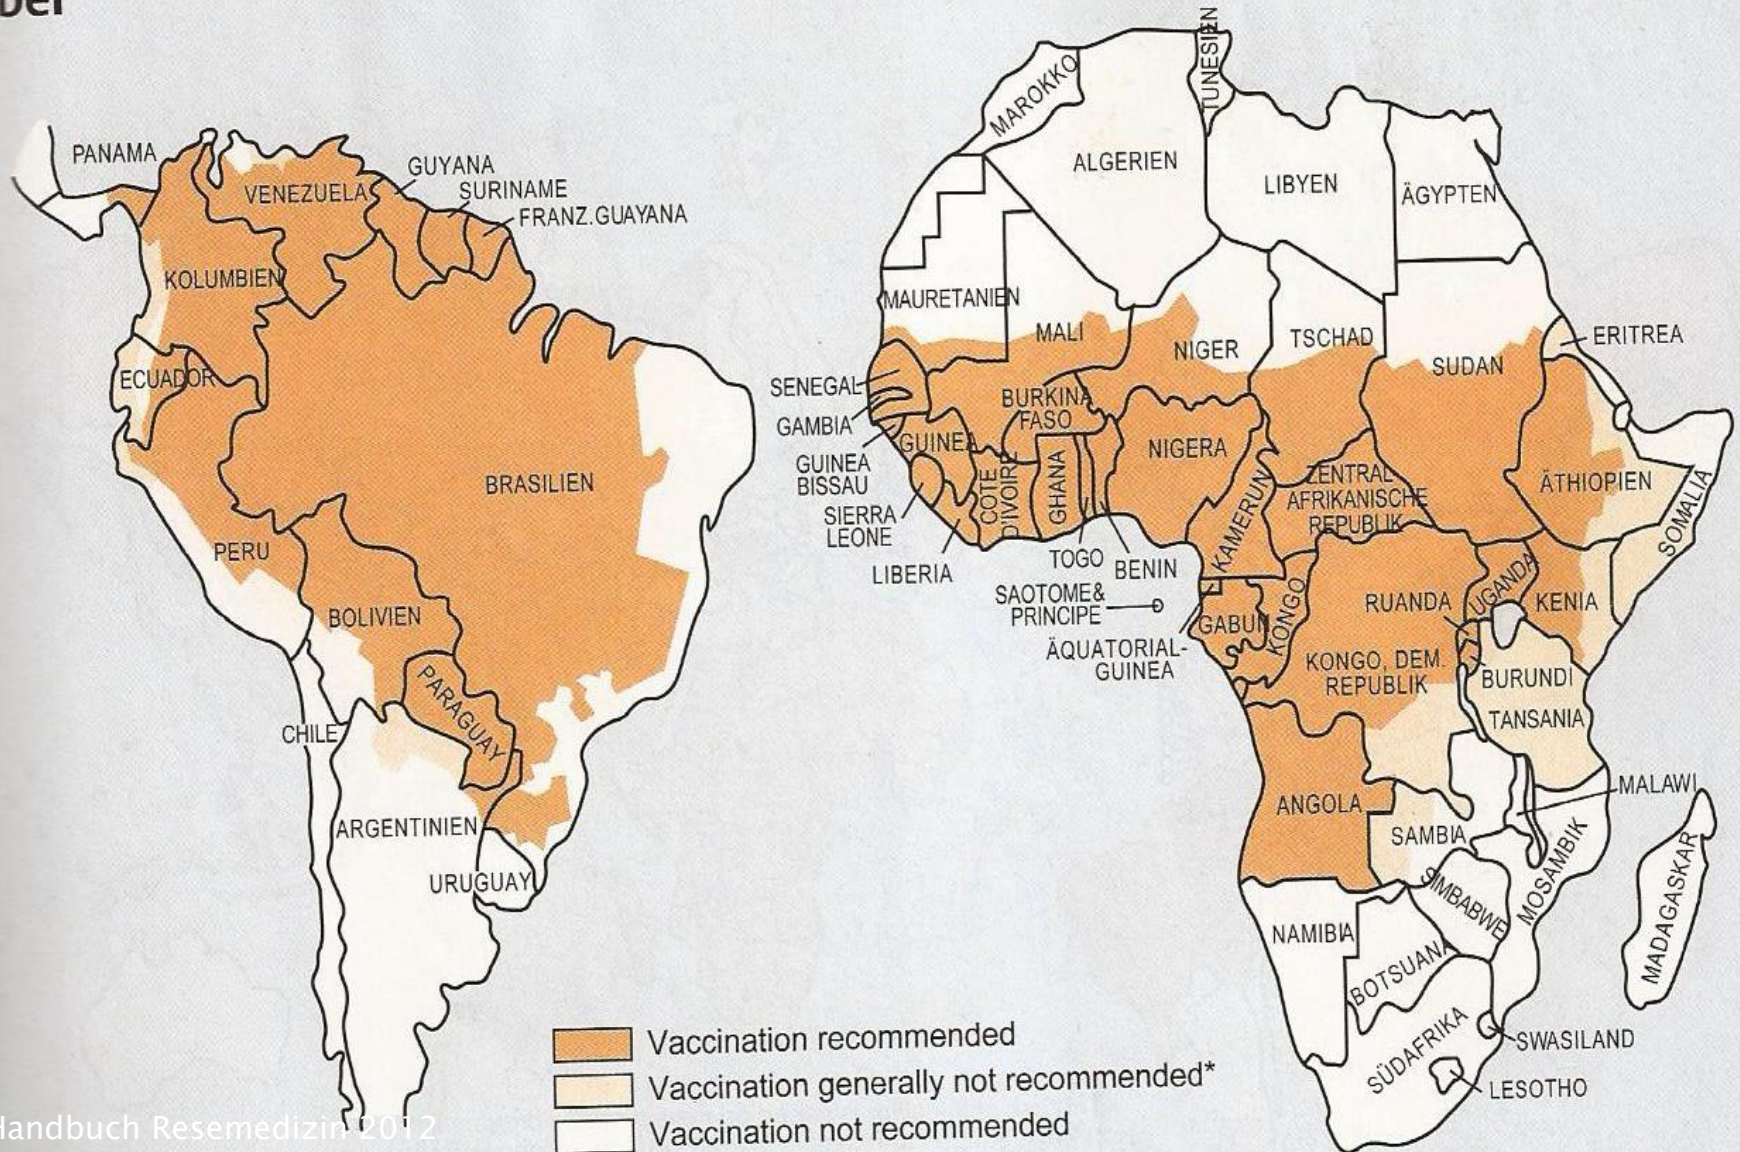 PANAMA
GUYANA
SURINAME
VENEZUELA
FRANZ.GUAYANA
KOLUMBIEN
ECUADOR
BRASILIEN
PERU
BOLIVIEN
PARAGUAY
CHILE
ARGENTINIEN
URUGUAY
TUNESIEN
MAROKKO
ALGERIEN
LIBYEN
ÄGYPTEN
MAURETANIEN
MALI
NIGER
TSCHAD
SUDAN
ERITREA
SENEGAL
GAMBIA
GUINEA
BISSAU
SIERRA
LEONE
LIBERIA
GUINEA
COTE
D'IVOIRE
BURKINA
FASO
GHANA
TOGO
BENIN
NIGERA
KAMERUN
ZENTRAL
AFRIKANISCHE
REPUBLIK
ÄTHIOPIEN
SOMALIA
SAOTOME&
PRINCIPE
ÄQUATORIAL-
GUINEA
GABUN
KONGO
RUANDA
UGANDA
KENIA
KONGO, DEM.
REPUBLIK
BURUNDI
TANSANIA
ANGOLA
SAMBIA
MALAWI
MOSAMBIK
SIMBABWE
MADAGASKAR
NAMIBIA
BOTSUANA
SÜDAFRIKA
SWASILAND
LESOTHO
Vaccination recommended
Vaccination generally not recommended*
Vaccination not recommended
Handbuch Resemedizin 2012